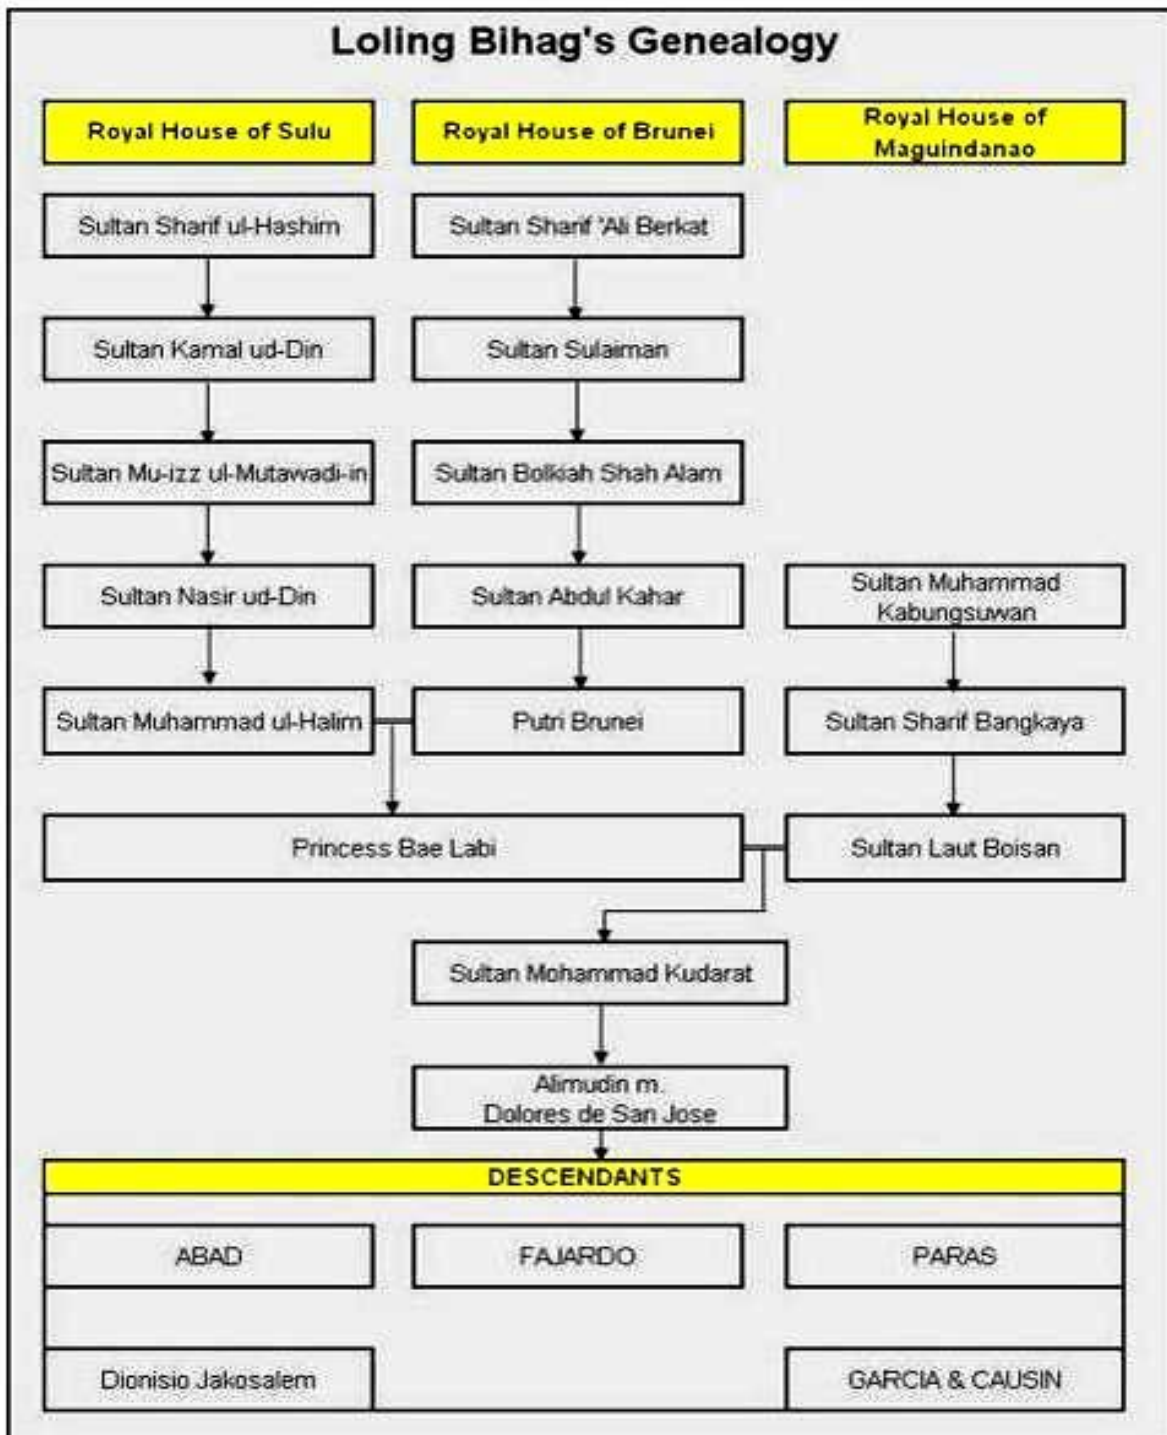 Loling Bihag's Genealogy
Royal House of Sulu
Royal House of Brunei
Royal House of
Maguindanao
Sultan Sharif ul-Hashim
Sultan Sharif 'Ali Berkat
Sultan Kamal ud-Din
Sultan Sulaiman
Sultan Mu-izz ul-Mutawadi-in
Sultan Bolkiah Shah Alam
Sultan Nasir ud-Din
Sultan Abdul Kahar
Sultan Muhammad
Kabungsuwan
Sultan Muhammad ul-Halim
Putri Brunei
Sultan Sharif Bangkaya
Princess Bae Labi
Sultan Laut Boisan
Sultan Mohammad Kudarat
Alimudin m.
Dolores de San Jose
DESCENDANTS
ABAD
FAJARDO
PARAS
Dionisio Jakosalem
GARCIA & CAUSIN